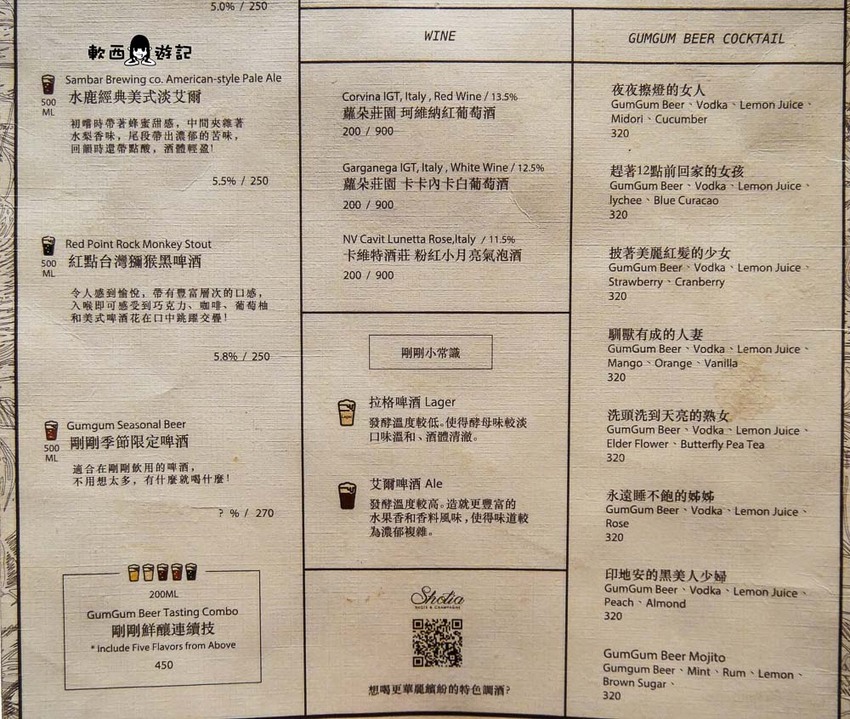 5.0% / 250
軟西遊記
Sambar Brewing co. American-style Pale Ale
水鹿經典美式淡艾爾
500
ML
初嚐時帶著蜂蜜甜感，中間夾雜著
水梨香味，尾段帶出濃郁的苦味，
回韻時還帶點酸，酒體輕盈!
5.5% / 250
Red Point Rock Monkey Stout
紅點台灣獼猴黑啤酒
500
ML
令人感到愉悅，帶有豐富層次的口感，
入喉即可感受到巧克力、咖啡、葡萄柚
和美式啤酒花在口中跳躍交疊!
5.8% / 250
Gumgum Seasonal Beer
剛剛季節限定啤酒
500
ML
適合在剛剛飲用的啤酒，
不用想太多，有什麼就喝什麼!
? % / 270
200ML
GumGum Beer Tasting Combo
剛剛鮮釀連續技
* Include Five Flavors from Above
450
WINE
Corvina IGT, Italy , Red Wine / 13.5%
蘿朵莊園 珂維納紅葡萄酒
200 / 900
Garganega IGT, Italy , White Wine / 12.5%
蘿朵莊園 卡卡內卡白葡萄酒
200 / 900
NV Cavit Lunetta Rose,Italy / 11.5%
卡維特酒莊 粉紅小月亮氣泡酒
200 / 900
剛剛小常識
拉格啤酒 Lager
發酵溫度較低。使得酵母味較淡
口味溫和、酒體清澈。
艾爾啤酒 Ale
發酵溫度較高。造就更豐富的
水果香和香料風味，使得味道較
為濃郁複雜。
想喝更華麗繽紛的特色調酒?
GUMGUM BEER COCKTAIL
夜夜擦燈的女人
GumGum Beer、Vodka、Lemon Juice、
Midori、Cucumber
320
趕著12點前回家的女孩
GumGum Beer、Vodka、Lemon Juice、
lychee、Blue Curacao
320
披著美麗紅髮的少女
GumGum Beer、Vodka、Lemon Juice、
Strawberry、Cranberry
320
馴獸有成的人妻
GumGum Beer、Vodka、Lemon Juice、
Mango、Orange、Vanilla
320
洗頭洗到天亮的熟女
GumGum Beer、Vodka、Lemon Juice、
Elder Flower、Butterfly Pea Tea
320
永遠睡不飽的姊姊
GumGum Beer、Vodka、Lemon Juice、
Rose
320
印地安的黑美人少婦
GumGum Beer、Vodka、Lemon Juice、
Peach、Almond
320
GumGum Beer Mojito
Gumgum Beer、Mint、Rum、Lemon、
Brown Sugar、
320